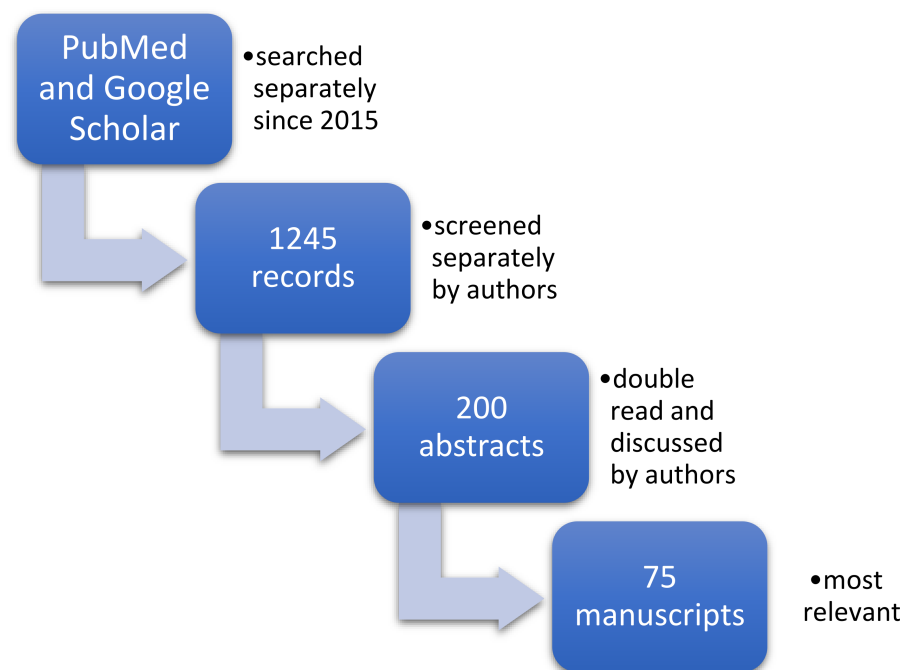 PubMed
and Google
Scholar
•searched
separately
since 2015
1245
records
•screened
separately
by authors
200
abstracts
•double
read and
discussed
by authors
75
manuscripts
•most
relevant